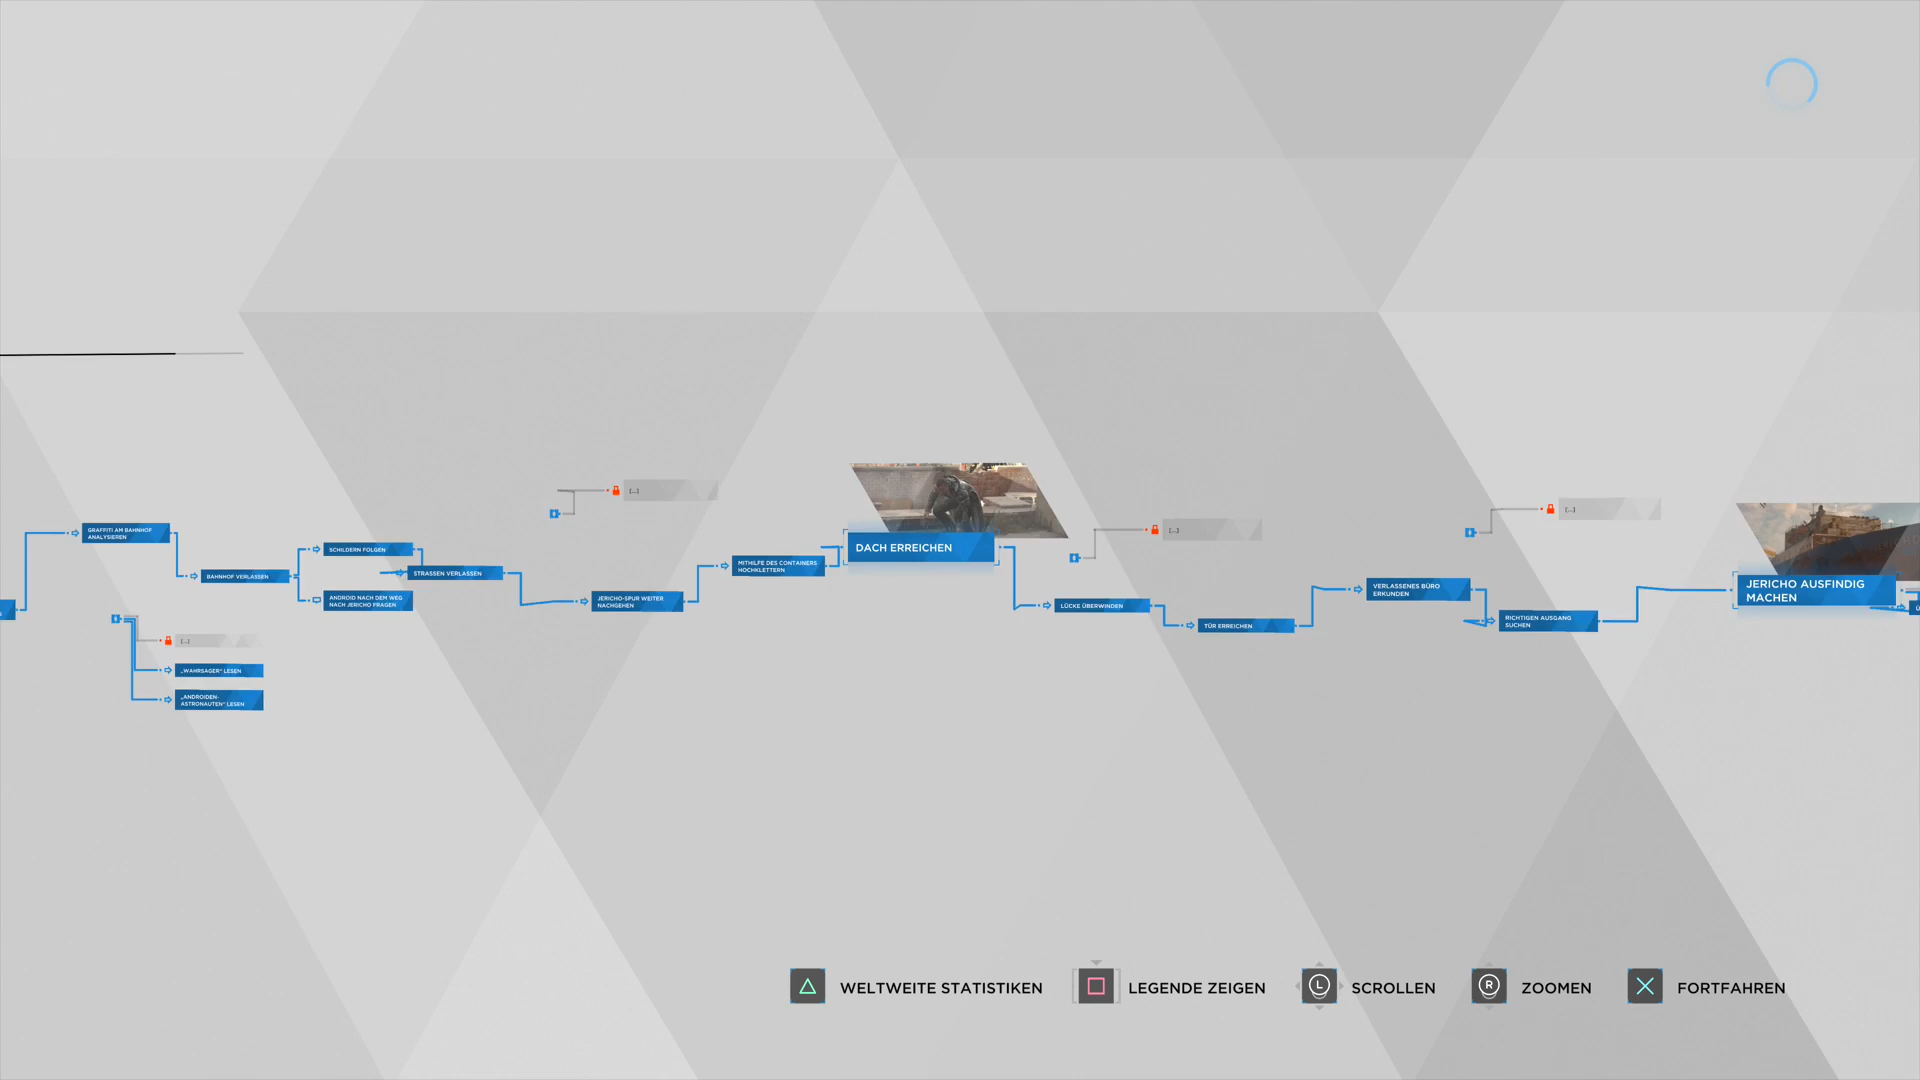 GRAFFITI AM BAHNHOF
ANALYSIEREN
BAHNHOF VERLASSEN
SCHILDERN FOLGEN
ANDROID NACH DEM WEG
NACH JERICHO FRAGEN
STRASSEN VERLASSEN
[...]
„WAHRSAGER“ LESEN
„ANDROIDEN-
ASTRONAUTEN“ LESEN
[...]
JERICHO-SPUR WEITER
NACHGEHEN
MITHILFE DES CONTAINERS
HOCHKLETTERN
DACH ERREICHEN
[...]
LÜCKE ÜBERWINDEN
TÜR ERREICHEN
VERLASSENES BÜRO
ERKUNDEN
[...]
RICHTIGEN AUSGANG
SUCHEN
JERICHO AUSFINDIG
MACHEN
WELTWEITE STATISTIKEN
LEGENDE ZEIGEN
L
SCROLLEN
R
ZOOMEN
FORTFAHREN